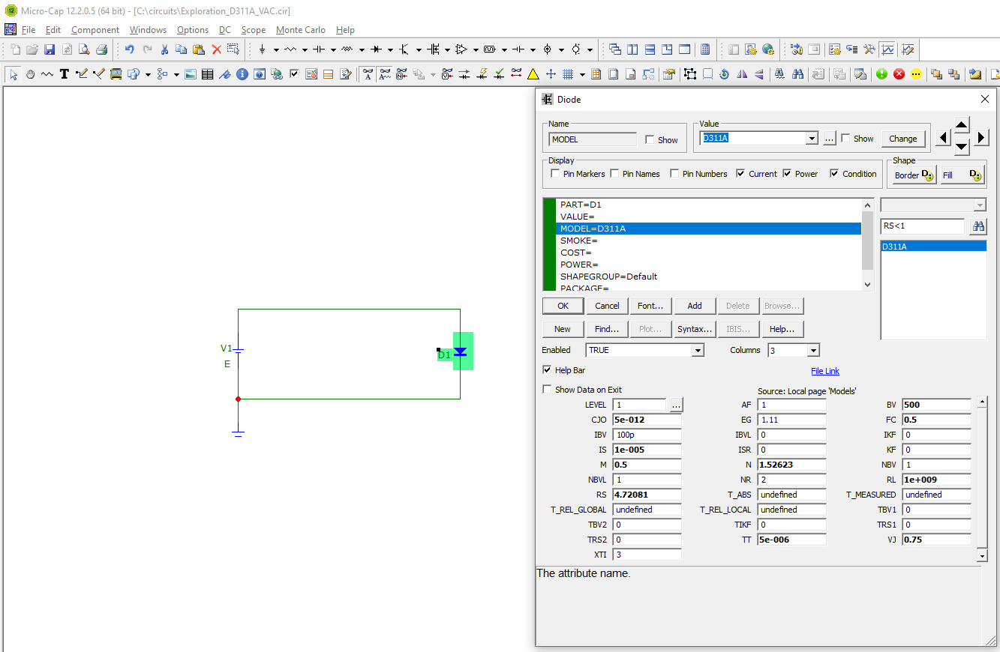 Micro-Cap 12.2.0.5 (64 bit) - [C:\circuits\Exploration_D311A_VAC.cir]
File Edit Component Windows Options DC Scope Monte Carlo Help
Diode
Name
MODEL Show
Value
D311A ... Show Change
Display
Pin Markers Pin Names Pin Numbers Current Power Condition
Shape
Border Fill
PART=D1
VALUE=
MODEL=D311A
SMOKE=
COST=
POWER=
SHAPEGROUP=Default
PACKAGE=
RS<1
D311A
OK Cancel Font... Add Delete Browse...
New Find... Plot... Syntax... IBIS... Help...
Enabled TRUE Columns 3
Help Bar File Link
Show Data on Exit Source: Local page 'Models'
LEVEL 1 ... AF 1 BV 500
CJO 5e-012 EG 1.11 FC 0.5
IBV 100p IBVL 0 IKF 0
IS 1e-005 ISR 0 KF 0
M 0.5 N 1.52623 NBV 1
NBVL 1 NR 2 RL 1e+009
RS 4.72081 T_ABS undefined T_MEASURED undefined
T_REL_GLOBAL undefined T_REL_LOCAL undefined TBV1 0
TBV2 0 TIKF 0 TRS1 0
TRS2 0 TT 5e-006 VJ 0.75
XTI 3
The attribute name.
V1
E
D1